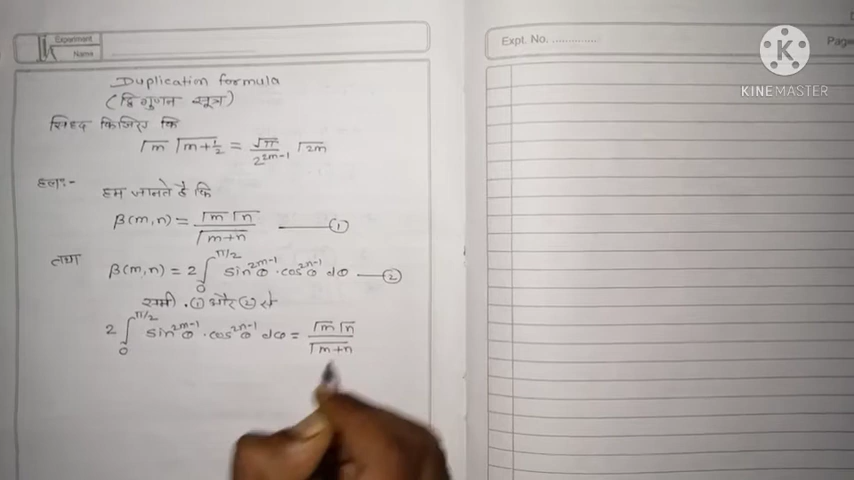 Experiment
Name
Duplication formula
(द्विगुणन सूत्र)
सिद्ध किजिए कि
Γm Γm+½ = √π/2^(2m-1) Γ2m
हल:-
हम जानते है कि
β(m,n) = Γm Γn / Γm+n ——— ①
तथा
β(m,n) = 2 ∫₀^(π/2) sin^(2m-1)θ · cos^(2n-1)θ dθ —— ②
समी. ① और ② से
2 ∫₀^(π/2) sin^(2m-1)θ · cos^(2n-1)θ dθ = Γm Γn / Γm+n
Expl. No. ..............
Page
K
KINEMASTER